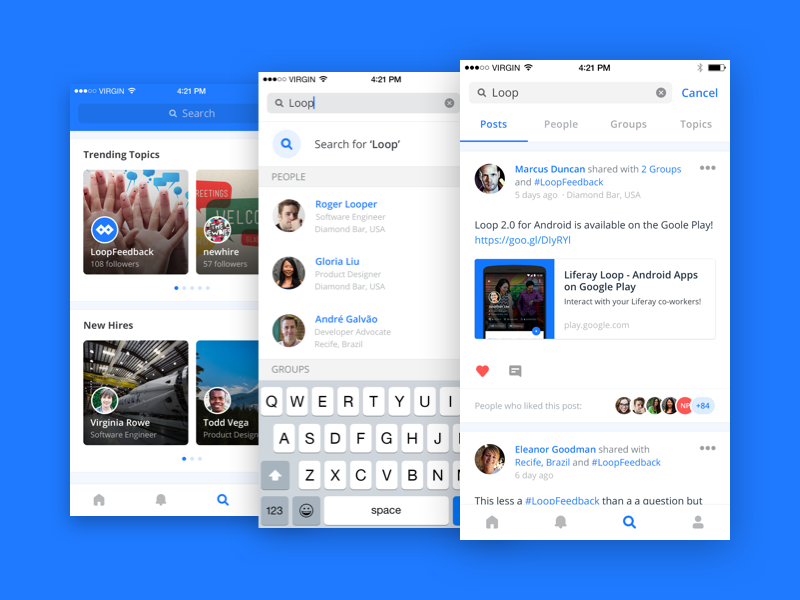 VIRGIN
4:21 PM
Search
Trending Topics
GREETINGS
WELCO
LoopFeedback
108 followers
newhire
57 followers
New Hires
Virginia Rowe
Software Engineer
Todd Vega
Product Design
VIRGIN
4:21 PM
Loop
Search for ‘Loop’
PEOPLE
Roger Looper
Software Engineer
Diamond Bar, USA
Gloria Liu
Product Designer
Diamond Bar, USA
André Galvão
Developer Advocate
Recife, Brazil
GROUPS
Q W E R T Y U I
A S D F G H J
Z X C V B N
123 space
VIRGIN
4:21 PM
Loop
Cancel
Posts People Groups Topics
Marcus Duncan shared with 2 Groups
and #LoopFeedback
5 days ago · Diamond Bar, USA
Loop 2.0 for Android is available on the Goole Play!
https://goo.gl/DIyRYl
Liferay Loop - Android Apps
on Google Play
Interact with your Liferay co-workers!
play.google.com
People who liked this post:
+84
Eleanor Goodman shared with
Recife, Brazil and #LoopFeedback
6 day ago
This less a #LoopFeedback than a a question but